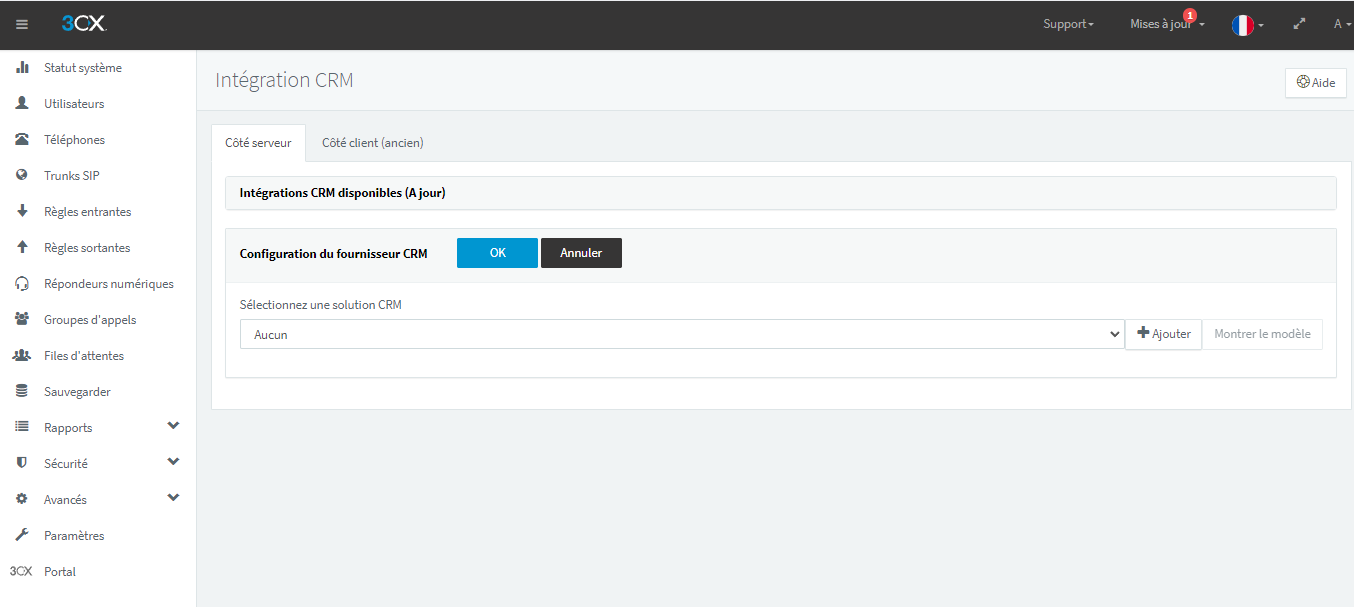 3CX
Support
Mises à jour
1
A
Statut système
Utilisateurs
Téléphones
Trunks SIP
Règles entrantes
Règles sortantes
Répondeurs numériques
Groupes d'appels
Files d'attentes
Sauvegarder
Rapports
Sécurité
Avancés
Paramètres
3CX Portal
Intégration CRM
Aide
Côté serveur
Côté client (ancien)
Intégrations CRM disponibles (A jour)
Configuration du fournisseur CRM
OK
Annuler
Sélectionnez une solution CRM
Aucun
Ajouter
Montrer le modèle